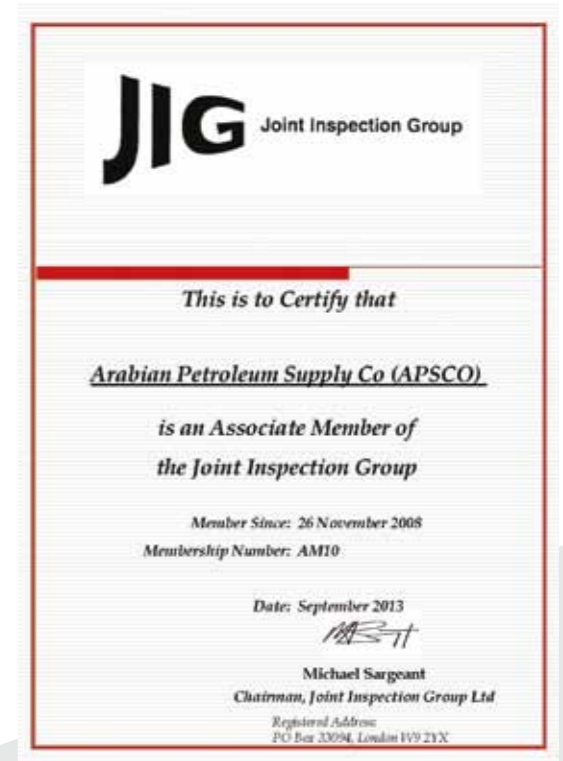 JIG Joint Inspection Group
This is to Certify that
Arabian Petroleum Supply Co (APSCO)
is an Associate Member of
the Joint Inspection Group
Member Since: 26 November 2008
Membership Number: AM10
Date: September 2013
Michael Sargeant
Chairman, Joint Inspection Group Ltd
Registered Address:
PO Box 33094, London W9 2YX